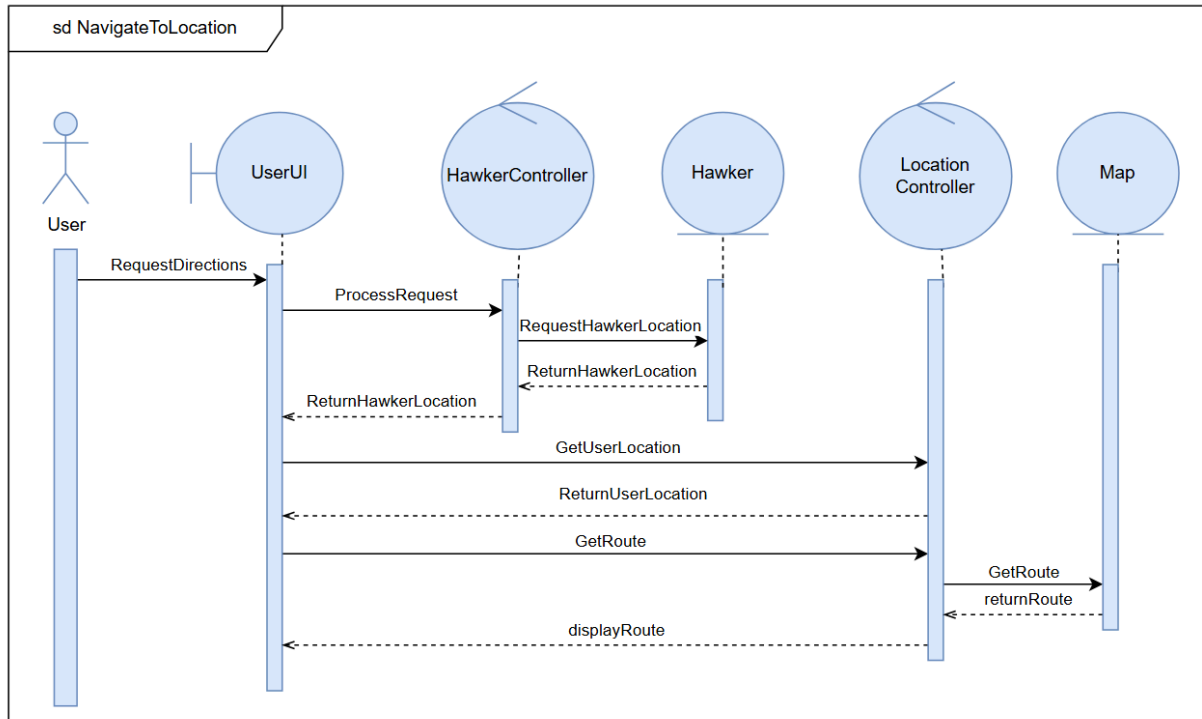 sd NavigateToLocation
User
UserUI
HawkerController
Hawker
Location
Controller
Map
RequestDirections
ProcessRequest
RequestHawkerLocation
ReturnHawkerLocation
ReturnHawkerLocation
GetUserLocation
ReturnUserLocation
GetRoute
GetRoute
returnRoute
displayRoute